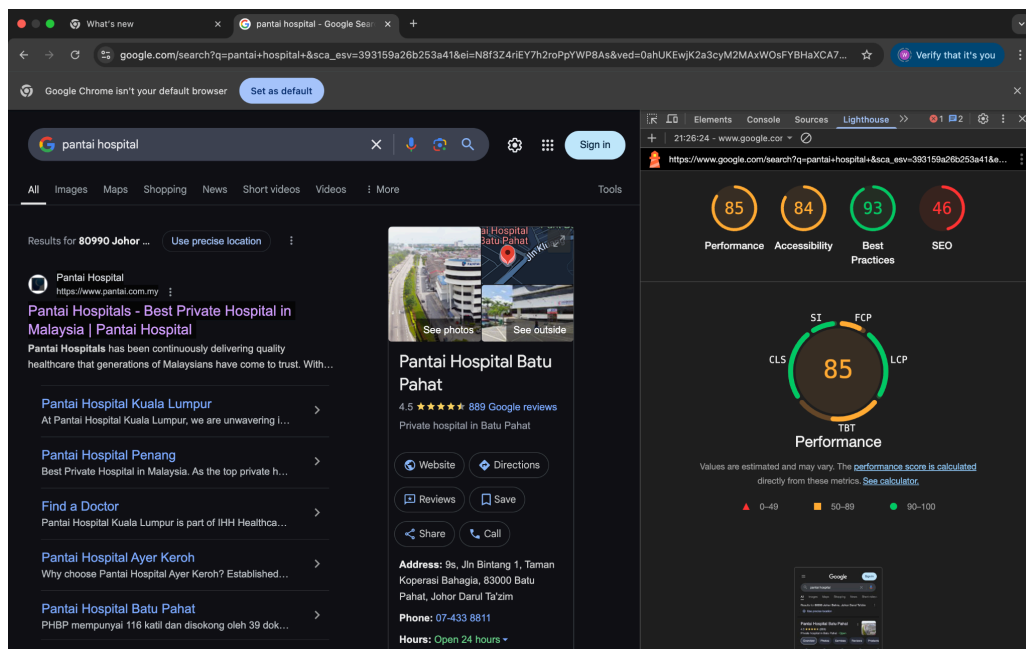 What's new
pantai hospital - Google Sear
google.com/search?q=pantai+hospital+&sca_esv=393159a26b253a41&ei=N8f3Z4riEY7h2roPpYWP8As&ved=0ahUKEwjK2a3cyM2MAxWOsFYBHaXCA7...
Verify that it's you
Google Chrome isn't your default browser
Set as default
pantai hospital
Sign in
All
Images
Maps
Shopping
News
Short videos
Videos
More
Tools
Results for 80990 Johor ...
Use precise location
Pantai Hospital
https://www.pantai.com.my
Pantai Hospitals - Best Private Hospital in
Malaysia | Pantai Hospital
Pantai Hospitals has been continuously delivering quality
healthcare that generations of Malaysians have come to trust. With...
Pantai Hospital Kuala Lumpur
At Pantai Hospital Kuala Lumpur, we are unwavering i...
Pantai Hospital Penang
Best Private Hospital in Malaysia. As the top private h...
Find a Doctor
Pantai Hospital Kuala Lumpur is part of IHH Healthca...
Pantai Hospital Ayer Keroh
Why choose Pantai Hospital Ayer Keroh? Established...
Pantai Hospital Batu Pahat
PHBP mempunyai 116 katil dan disokong oleh 39 dok...
ai Hospital
Batu Pahat
Jln Kli
See photos
See outside
Pantai Hospital Batu
Pahat
4.5
889 Google reviews
Private hospital in Batu Pahat
Website
Directions
Reviews
Save
Share
Call
Address: 9s, Jln Bintang 1, Taman
Koperasi Bahagia, 83000 Batu
Pahat, Johor Darul Ta'zim
Phone: 07-433 8811
Hours: Open 24 hours
Elements
Console
Sources
Lighthouse
1
2
21:26:24 - www.google.cor
https://www.google.com/search?q=pantai+hospital+&sca_esv=393159a26b253a41&e...
85
84
93
46
Performance
Accessibility
Best
Practices
SEO
SI
FCP
CLS
LCP
85
TBT
Performance
Values are estimated and may vary. The performance score is calculated
directly from these metrics. See calculator.
0–49
50–89
90–100
Google